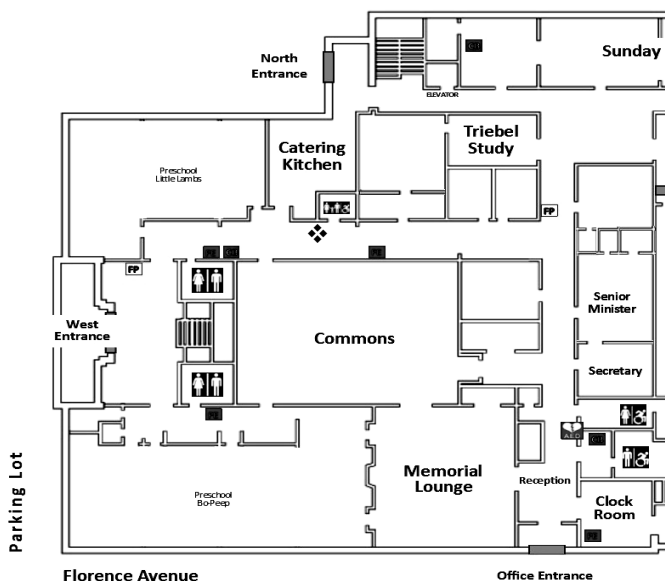 Sunday
North
Entrance
ELEVATOR
Triebel
Study
Catering
Kitchen
Preschool
Little Lambs
FP
FP
West
Entrance
Commons
Senior
Minister
Secretary
Parking Lot
Memorial
Lounge
Reception
Preschool
Bo-Peep
Clock
Room
Florence Avenue
Office Entrance